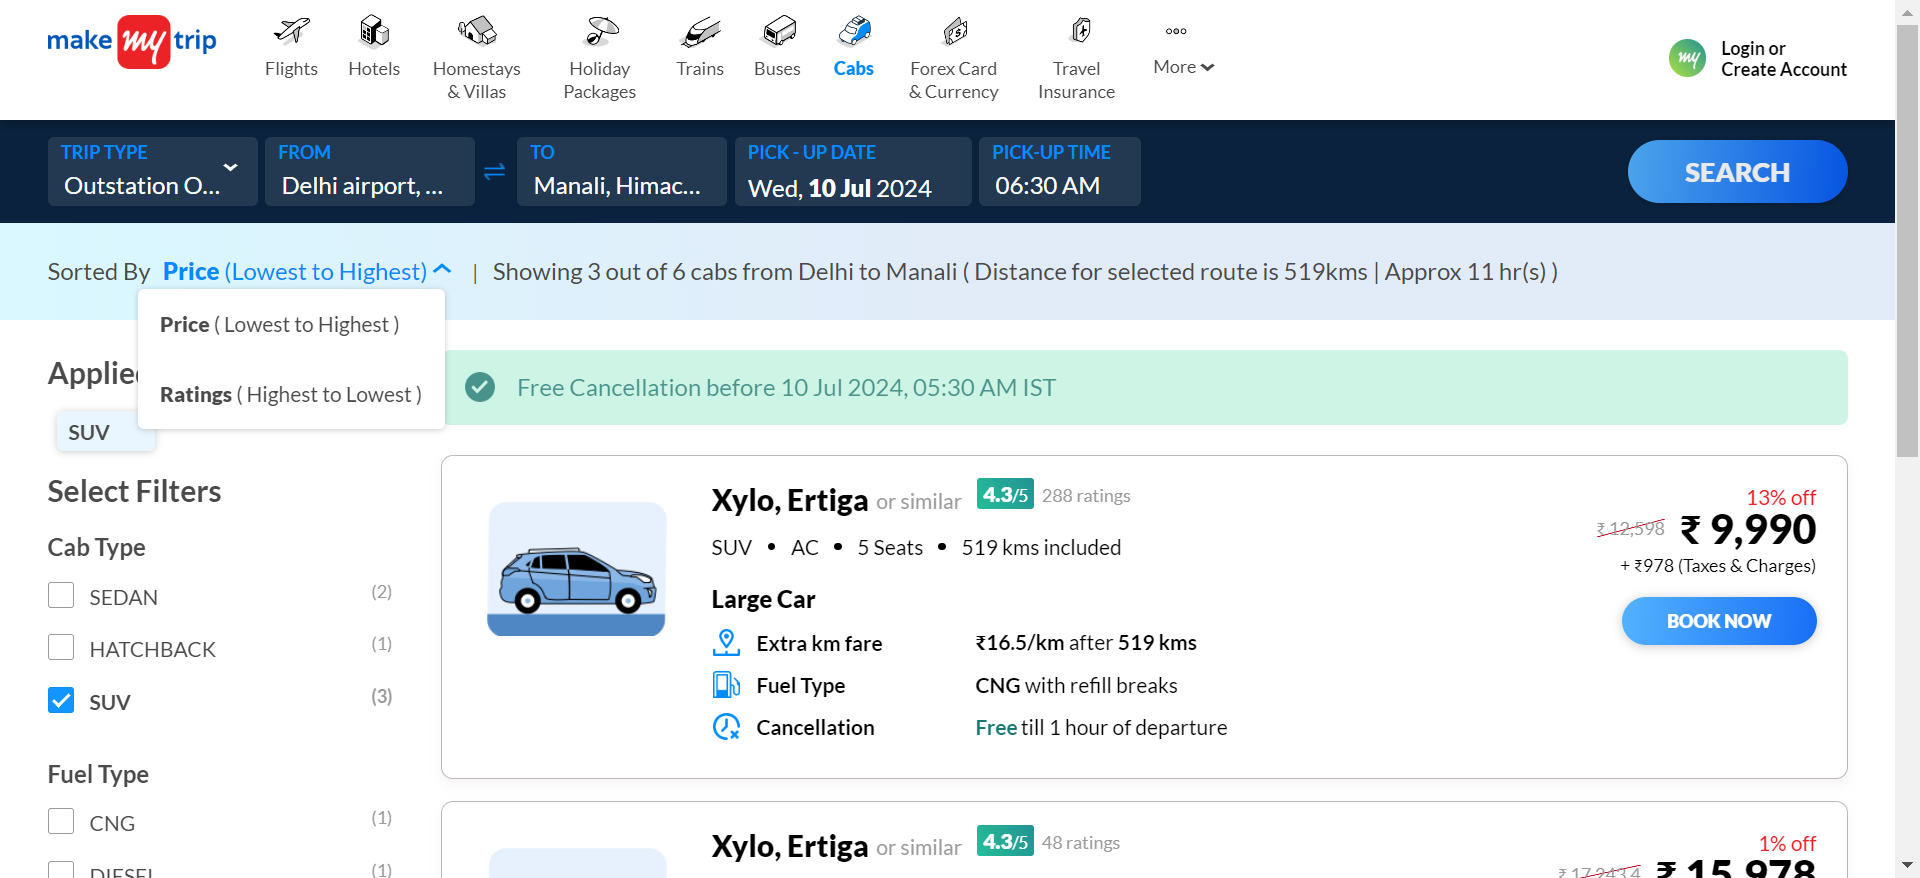 make my trip
Flights
Hotels
Homestays
& Villas
Holiday
Packages
Trains
Buses
Cabs
Forex Card
& Currency
Travel
Insurance
More
my
Login or
Create Account
TRIP TYPE
Outstation O...
FROM
Delhi airport, ...
TO
Manali, Himac...
PICK - UP DATE
Wed, 10 Jul 2024
PICK-UP TIME
06:30 AM
SEARCH
Sorted By Price (Lowest to Highest) | Showing 3 out of 6 cabs from Delhi to Manali ( Distance for selected route is 519kms | Approx 11 hr(s) )
Price ( Lowest to Highest )
Ratings ( Highest to Lowest )
Applied
SUV
Free Cancellation before 10 Jul 2024, 05:30 AM IST
Select Filters
Cab Type
SEDAN (2)
HATCHBACK (1)
SUV (3)
Fuel Type
CNG (1)
DIESEL (1)
Xylo, Ertiga or similar 4.3/5 288 ratings
SUV • AC • 5 Seats • 519 kms included
Large Car
Extra km fare ₹16.5/km after 519 kms
Fuel Type CNG with refill breaks
Cancellation Free till 1 hour of departure
13% off
₹ 12,598 ₹ 9,990
+ ₹978 (Taxes & Charges)
BOOK NOW
Xylo, Ertiga or similar 4.3/5 48 ratings
1% off
₹ 17,243.4 ₹ 15,978